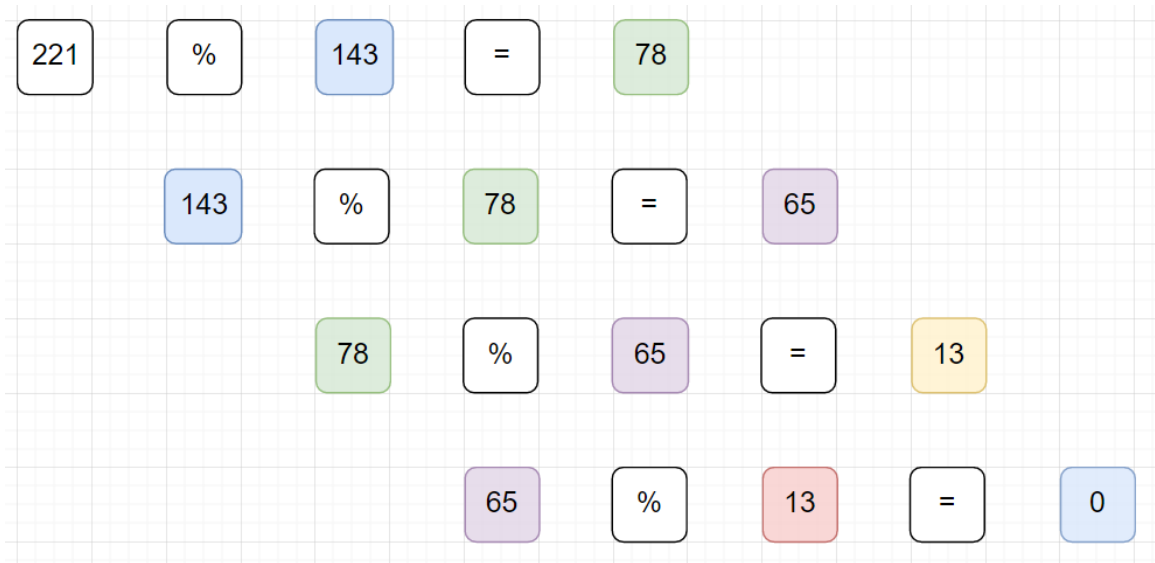 221 % 143 = 78
143 % 78 = 65
78 % 65 = 13
65 % 13 = 0